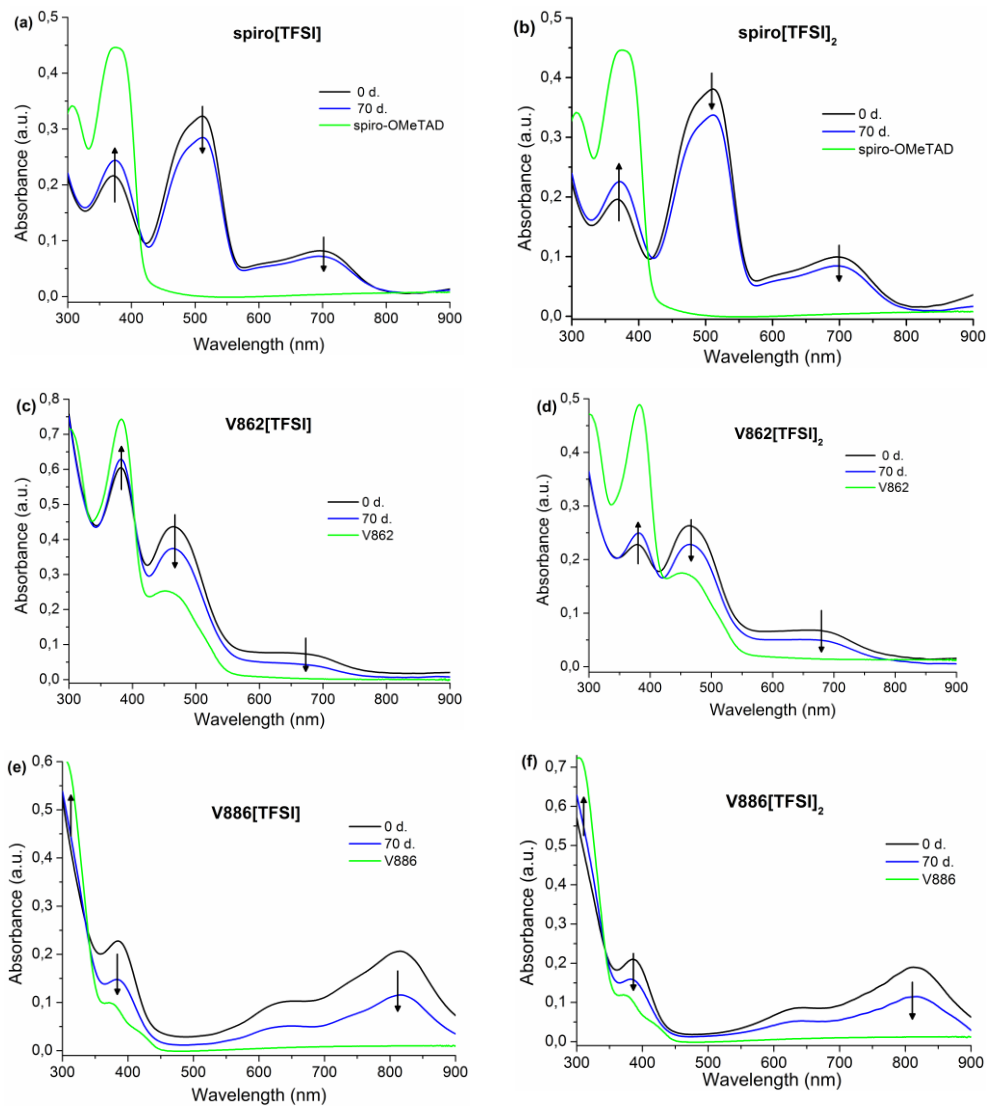 (a)
spiro[TFSI]
0 d.
70 d.
spiro-OMeTAD
Absorbance (a.u.)
0,5
0,4
0,3
0,2
0,1
0,0
300 400 500 600 700 800 900
Wavelength (nm)
(b)
spiro[TFSI]2
0 d.
70 d.
spiro-OMeTAD
Absorbance (a.u.)
0,5
0,4
0,3
0,2
0,1
0,0
300 400 500 600 700 800 900
Wavelength (nm)
(c)
V862[TFSI]
0 d.
70 d.
V862
Absorbance (a.u.)
0,8
0,7
0,6
0,5
0,4
0,3
0,2
0,1
0,0
300 400 500 600 700 800 900
Wavelength (nm)
(d)
V862[TFSI]2
0 d.
70 d.
V862
Absorbance (a.u.)
0,5
0,4
0,3
0,2
0,1
0,0
300 400 500 600 700 800 900
Wavelength (nm)
(e)
V886[TFSI]
0 d.
70 d.
V886
Absorbance (a.u.)
0,6
0,5
0,4
0,3
0,2
0,1
0,0
300 400 500 600 700 800 900
Wavelength (nm)
(f)
V886[TFSI]2
0 d.
70 d.
V886
Absorbance (a.u.)
0,7
0,6
0,5
0,4
0,3
0,2
0,1
0,0
300 400 500 600 700 800 900
Wavelength (nm)